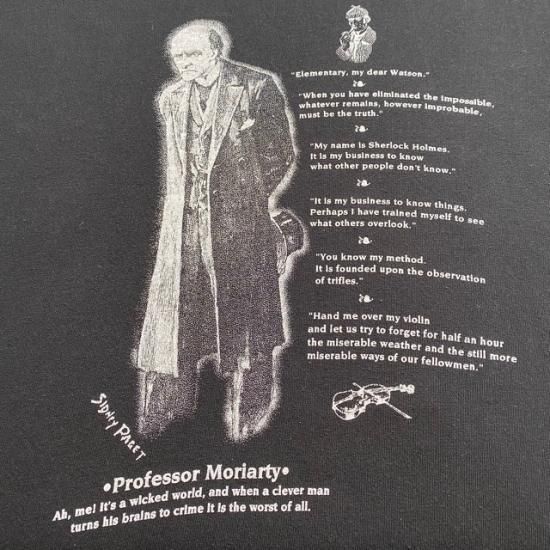 "Elementary, my dear Watson."
"When you have eliminated the impossible,
whatever remains, however improbable,
must be the truth."
"My name is Sherlock Holmes.
It is my business to know
what other people don't know."
"It is my business to know things.
Perhaps I have trained myself to see
what others overlook."
"You know my method.
It is founded upon the observation
of trifles."
"Hand me over my violin
and let us try to forget for half an hour
the miserable weather and the still more
miserable ways of our fellowmen."
SIDNEY PAGET
•Professor Moriarty•
Ah, me! It's a wicked world, and when a clever man
turns his brains to crime it is the worst of all.